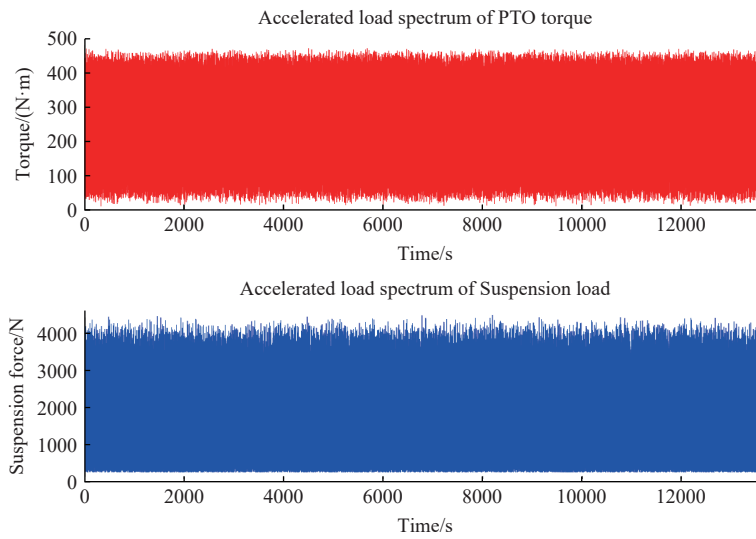 Accelerated load spectrum of PTO torque
500
400
300
200
100
0
Torque/(N·m)
0 2000 4000 6000 8000 10000 12000
Time/s
Accelerated load spectrum of Suspension load
4000
3000
2000
1000
0
Suspension force/N
0 2000 4000 6000 8000 10000 12000
Time/s